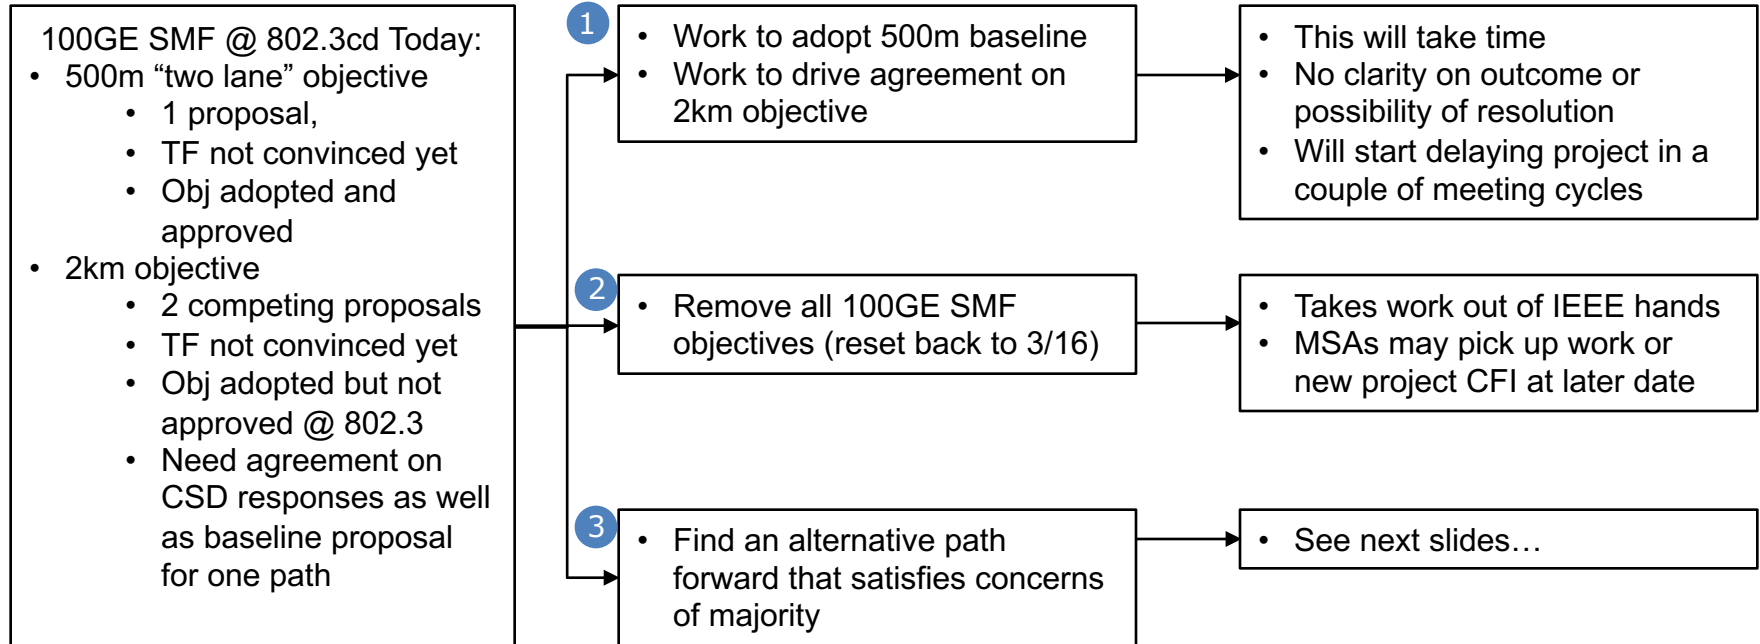 100GE SMF @ 802.3cd Today:
• 500m “two lane” objective
• 1 proposal,
• TF not convinced yet
• Obj adopted and
approved
• 2km objective
• 2 competing proposals
• TF not convinced yet
• Obj adopted but not
approved @ 802.3
• Need agreement on
CSD responses as well
as baseline proposal
for one path
1
• Work to adopt 500m baseline
• Work to drive agreement on
2km objective
• This will take time
• No clarity on outcome or
possibility of resolution
• Will start delaying project in a
couple of meeting cycles
2
• Remove all 100GE SMF
objectives (reset back to 3/16)
• Takes work out of IEEE hands
• MSAs may pick up work or
new project CFI at later date
3
• Find an alternative path
forward that satisfies concerns
of majority
• See next slides…